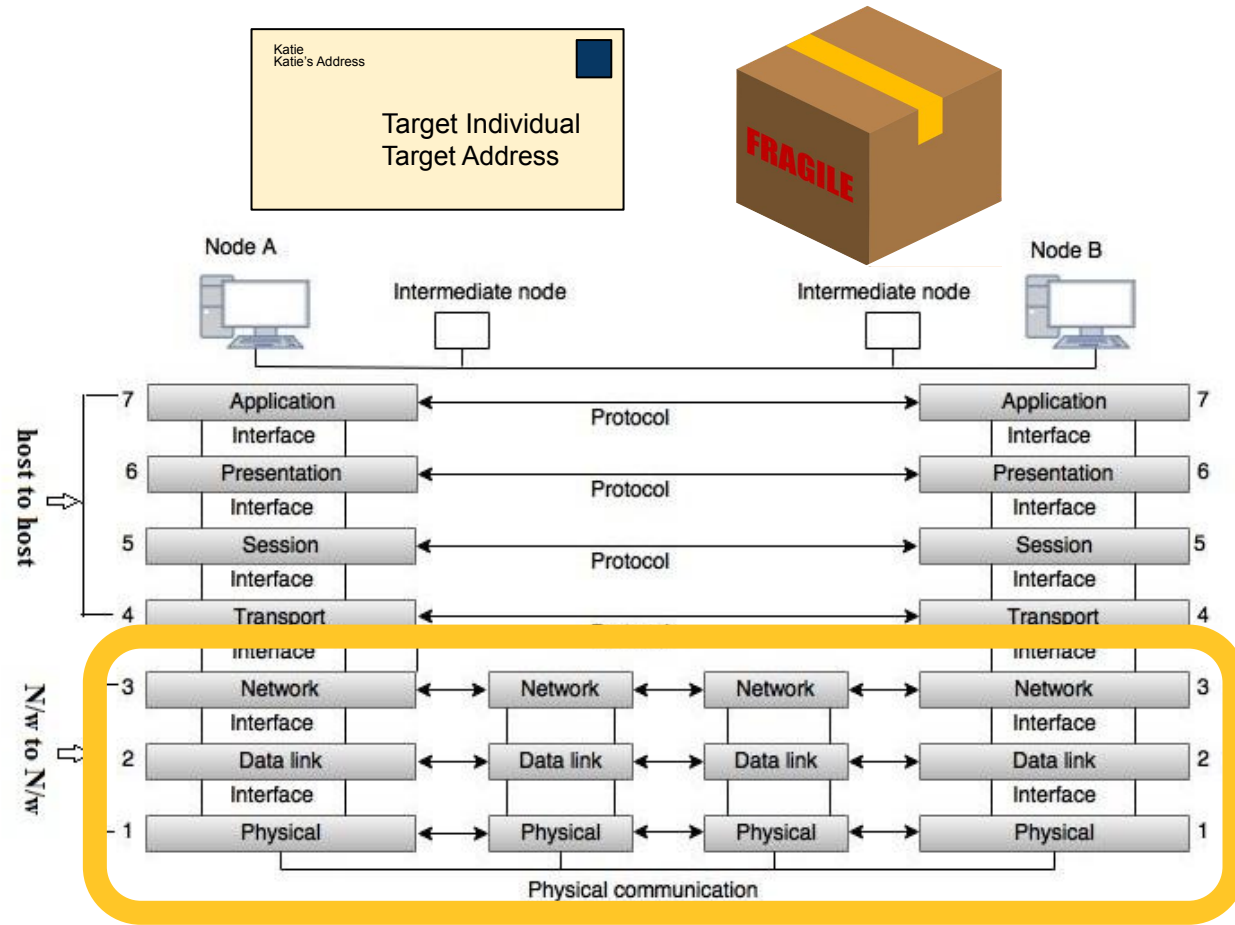 Katie
Katie's Address
Target Individual
Target Address
FRAGILE
Node A
Node B
Intermediate node
Intermediate node
host to host
7 Application Protocol Application 7
Interface Interface
6 Presentation Protocol Presentation 6
Interface Interface
5 Session Protocol Session 5
Interface Interface
4 Transport Transport 4
Interface Interface
N/w to N/w
3 Network Network Network Network 3
Interface Interface
2 Data link Data link Data link Data link 2
Interface Interface
1 Physical Physical Physical Physical 1
Physical communication